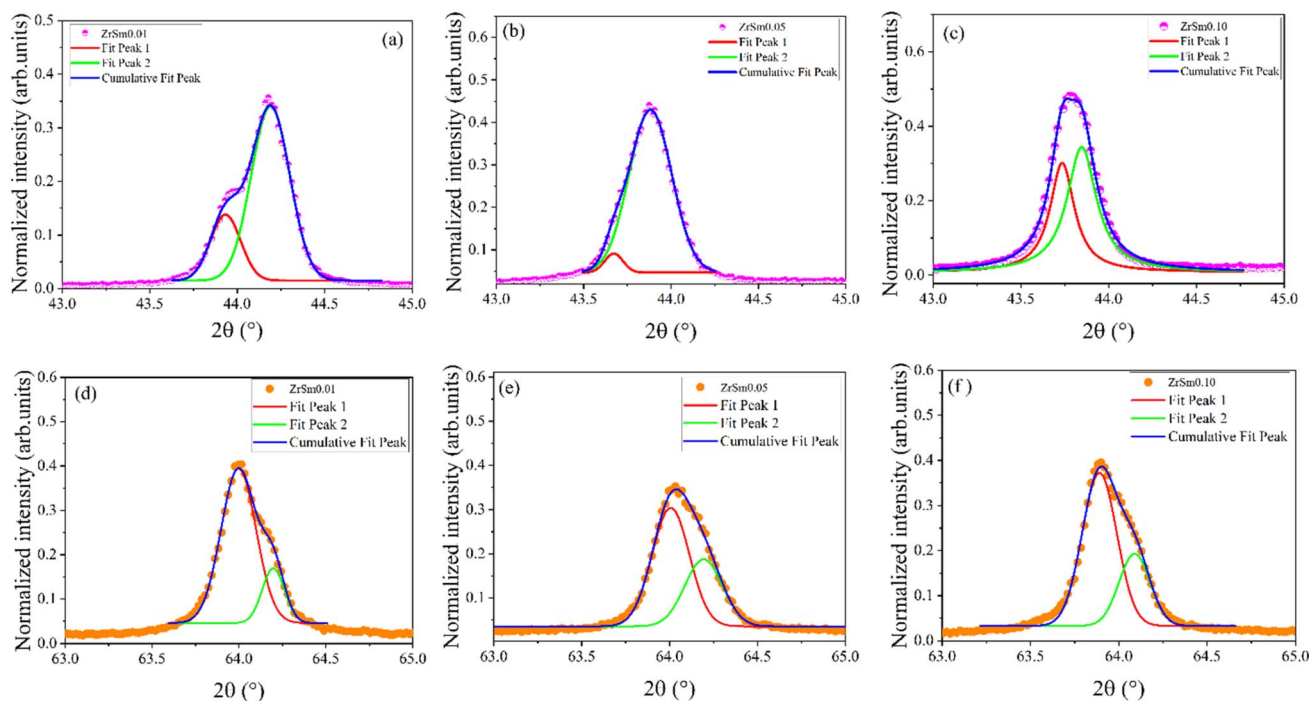 0.5
0.4
0.3
0.2
0.1
0.0
Normalized intensity (arb.units)
ZrSm0.01
Fit Peak 1
Fit Peak 2
Cumulative Fit Peak
(a)
43.0
43.5
44.0
44.5
45.0
2θ (°)
0.6
0.5
0.4
0.3
0.2
0.1
Normalized intensity (arb.units)
(b)
ZrSm0.05
Fit Peak 1
Fit Peak 2
Cumulative Fit Peak
43.0
43.5
44.0
44.5
45.0
2θ (°)
0.6
0.4
0.2
0.0
Normalized intensity (arb.units)
(c)
ZrSm0.10
Fit Peak 1
Fit Peak 2
Cumulative Fit Peak
43.0
43.5
44.0
44.5
45.0
2θ (°)
0.6
0.5
0.4
0.3
0.2
0.1
0.0
Normalized intensity (arb.units)
(d)
ZrSm0.01
Fit Peak 1
Fit Peak 2
Cumulative Fit Peak
63.0
63.5
64.0
64.5
65.0
2θ (°)
0.6
0.5
0.4
0.3
0.2
0.1
Normalized intensity (arb.units)
(e)
ZrSm0.05
Fit Peak 1
Fit Peak 2
Cumulative Fit Peak
63.0
63.5
64.0
64.5
65.0
2θ (°)
0.6
0.5
0.4
0.3
0.2
0.1
0.0
Normalized intensity (arb.units)
(f)
ZrSm0.10
Fit Peak 1
Fit Peak 2
Cumulative Fit Peak
63.0
63.5
64.0
64.5
65.0
2θ (°)